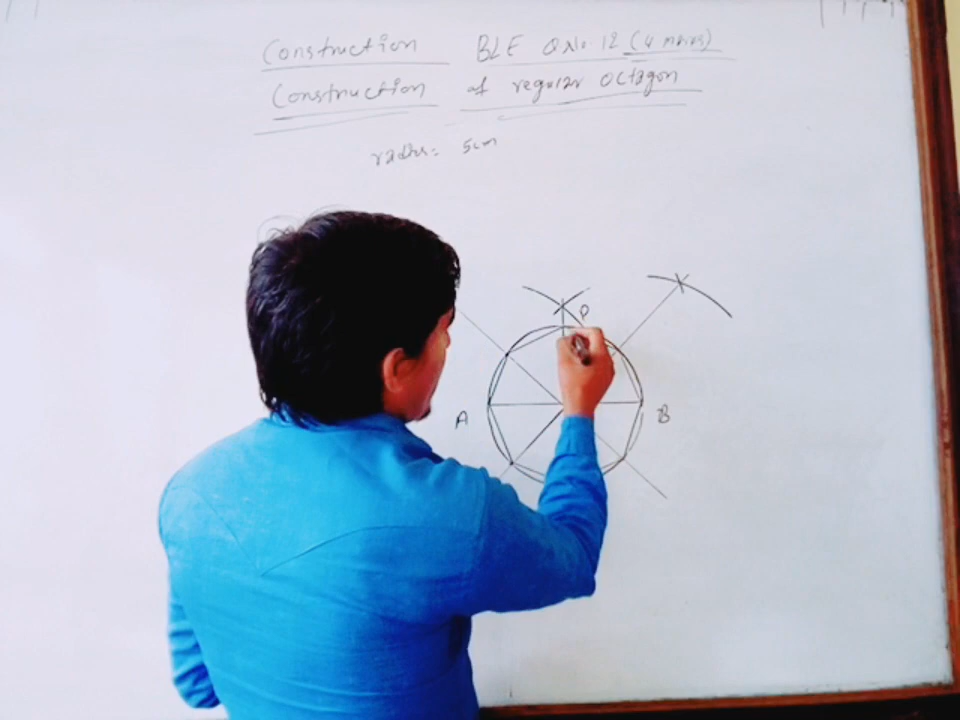 Construction BLE Q.No. 12 (4 marks)
Construction of regular Octagon
radius = 5cm
P
A B